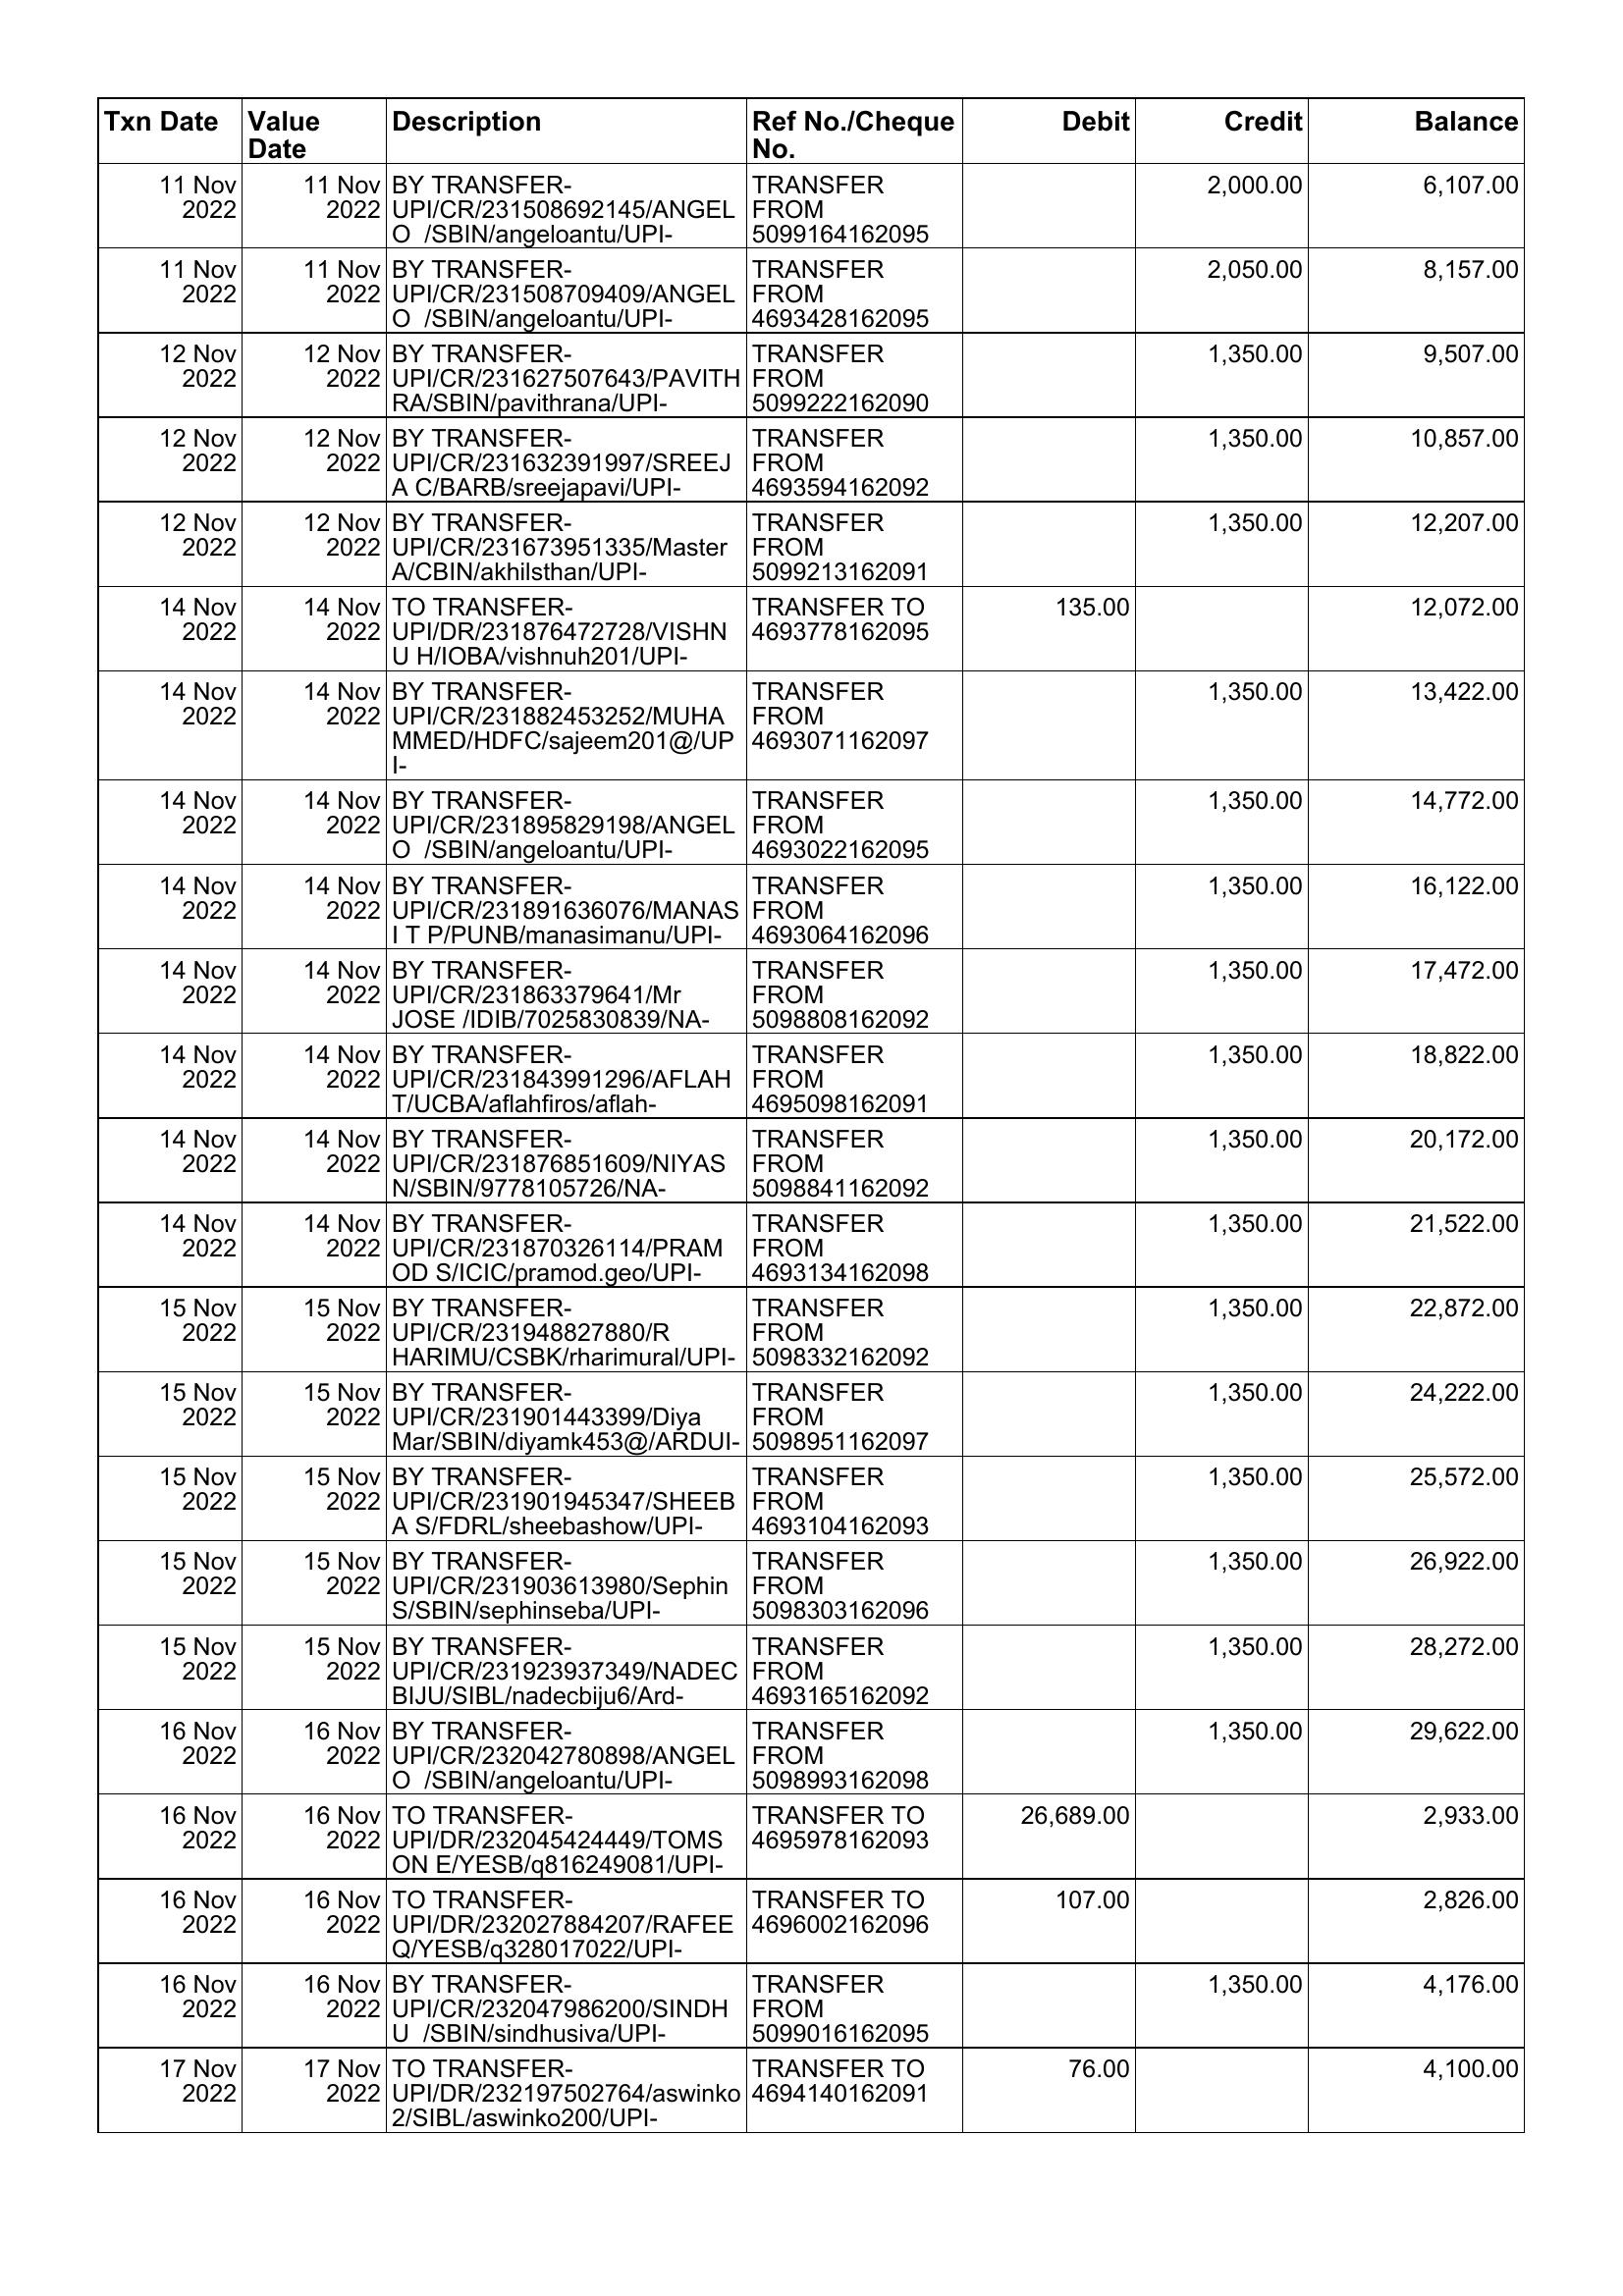 Txn Date Value Date Description Ref No./Cheque No. Debit Credit Balance
11 Nov 11 Nov BY TRANSFER- TRANSFER 2,000.00 6,107.00
2022 2022 UPI/CR/231508692145/ANGEL FROM
O /SBIN/angeloantu/UPI- 5099164162095
11 Nov 11 Nov BY TRANSFER- TRANSFER 2,050.00 8,157.00
2022 2022 UPI/CR/231508709409/ANGEL FROM
O /SBIN/angeloantu/UPI- 4693428162095
12 Nov 12 Nov BY TRANSFER- TRANSFER 1,350.00 9,507.00
2022 2022 UPI/CR/231627507643/PAVITH FROM
RA/SBIN/pavithrana/UPI- 5099222162090
12 Nov 12 Nov BY TRANSFER- TRANSFER 1,350.00 10,857.00
2022 2022 UPI/CR/231632391997/SREEJ FROM
A C/BARB/sreejapavi/UPI- 4693594162092
12 Nov 12 Nov BY TRANSFER- TRANSFER 1,350.00 12,207.00
2022 2022 UPI/CR/231673951335/Master FROM
A/CBIN/akhilsthan/UPI- 5099213162091
14 Nov 14 Nov TO TRANSFER- TRANSFER TO 135.00 12,072.00
2022 2022 UPI/DR/231876472728/VISHN 4693778162095
U H/IOBA/vishnuh201/UPI-
14 Nov 14 Nov BY TRANSFER- TRANSFER 1,350.00 13,422.00
2022 2022 UPI/CR/231882453252/MUHA FROM
MMED/HDFC/sajeem201@/UP 4693071162097
I-
14 Nov 14 Nov BY TRANSFER- TRANSFER 1,350.00 14,772.00
2022 2022 UPI/CR/231895829198/ANGEL FROM
O /SBIN/angeloantu/UPI- 4693022162095
14 Nov 14 Nov BY TRANSFER- TRANSFER 1,350.00 16,122.00
2022 2022 UPI/CR/231891636076/MANAS FROM
I T P/PUNB/manasimanu/UPI- 4693064162096
14 Nov 14 Nov BY TRANSFER- TRANSFER 1,350.00 17,472.00
2022 2022 UPI/CR/231863379641/Mr FROM
JOSE /IDIB/7025830839/NA- 5098808162092
14 Nov 14 Nov BY TRANSFER- TRANSFER 1,350.00 18,822.00
2022 2022 UPI/CR/231843991296/AFLAH FROM
T/UCBA/aflahfiros/aflah- 4695098162091
14 Nov 14 Nov BY TRANSFER- TRANSFER 1,350.00 20,172.00
2022 2022 UPI/CR/231876851609/NIYAS FROM
N/SBIN/9778105726/NA- 5098841162092
14 Nov 14 Nov BY TRANSFER- TRANSFER 1,350.00 21,522.00
2022 2022 UPI/CR/231870326114/PRAM FROM
OD S/ICIC/pramod.geo/UPI- 4693134162098
15 Nov 15 Nov BY TRANSFER- TRANSFER 1,350.00 22,872.00
2022 2022 UPI/CR/231948827880/R FROM
HARIMU/CSBK/rharimural/UPI- 5098332162092
15 Nov 15 Nov BY TRANSFER- TRANSFER 1,350.00 24,222.00
2022 2022 UPI/CR/231901443399/Diya FROM
Mar/SBIN/diyamk453@/ARDUI- 5098951162097
15 Nov 15 Nov BY TRANSFER- TRANSFER 1,350.00 25,572.00
2022 2022 UPI/CR/231901945347/SHEEB FROM
A S/FDRL/sheebashow/UPI- 4693104162093
15 Nov 15 Nov BY TRANSFER- TRANSFER 1,350.00 26,922.00
2022 2022 UPI/CR/231903613980/Sephin FROM
S/SBIN/sephinseba/UPI- 5098303162096
15 Nov 15 Nov BY TRANSFER- TRANSFER 1,350.00 28,272.00
2022 2022 UPI/CR/231923937349/NADEC FROM
BIJU/SIBL/nadecbiju6/Ard- 4693165162092
16 Nov 16 Nov BY TRANSFER- TRANSFER 1,350.00 29,622.00
2022 2022 UPI/CR/232042780898/ANGEL FROM
O /SBIN/angeloantu/UPI- 5098993162098
16 Nov 16 Nov TO TRANSFER- TRANSFER TO 26,689.00 2,933.00
2022 2022 UPI/DR/232045424449/TOMS 4695978162093
ON E/YESB/q816249081/UPI-
16 Nov 16 Nov TO TRANSFER- TRANSFER TO 107.00 2,826.00
2022 2022 UPI/DR/232027884207/RAFEE 4696002162096
Q/YESB/q328017022/UPI-
16 Nov 16 Nov BY TRANSFER- TRANSFER 1,350.00 4,176.00
2022 2022 UPI/CR/232047986200/SINDH FROM
U /SBIN/sindhusiva/UPI- 5099016162095
17 Nov 17 Nov TO TRANSFER- TRANSFER TO 76.00 4,100.00
2022 2022 UPI/DR/232197502764/aswinko 4694140162091
2/SIBL/aswinko200/UPI-